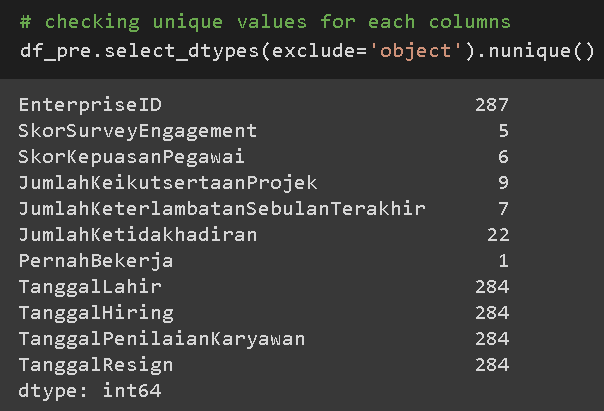 # checking unique values for each columns
df_pre.select_dtypes(exclude='object').nunique()
EnterpriseID 287
SkorSurveyEngagement 5
SkorKepuasanPegawai 6
JumlahKeikutsertaanProjek 9
JumlahKeterlambatanSebulanTerakhir 7
JumlahKetidakhadiran 22
PernahBekerja 1
TanggalLahir 284
TanggalHiring 284
TanggalPenilaianKaryawan 284
TanggalResign 284
dtype: int64